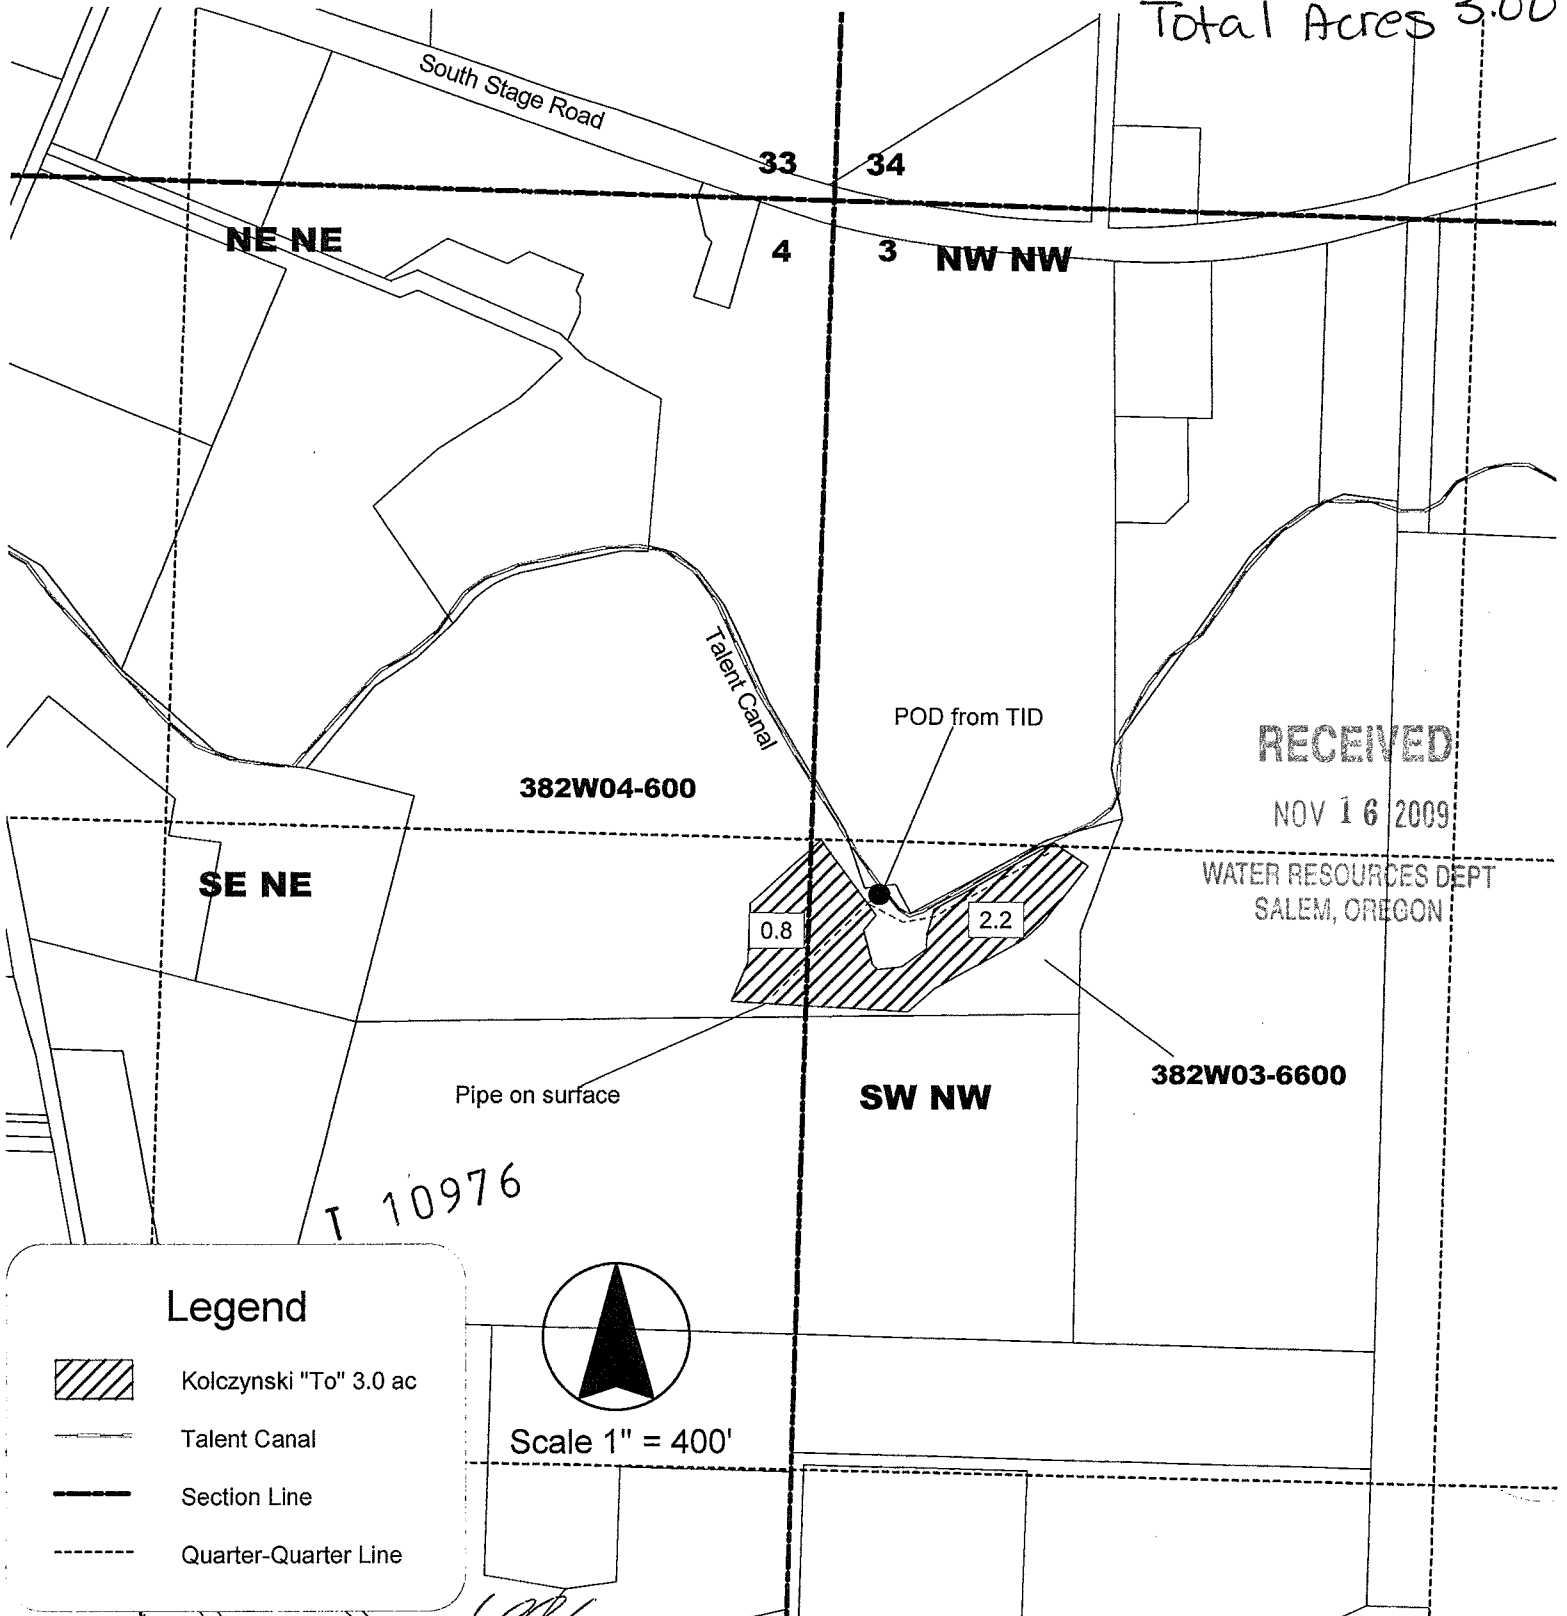 Total Acres 3.00
South Stage Road
33
34
NE NE
4
3
NW NW
Talent Canal
POD from TID
RECEIVED
382W04-600
NOV 16 2009
SE NE
WATER RESOURCES DEPT
SALEM, OREGON
0.8
2.2
382W03-6600
Pipe on surface
SW NW
T 10976
Legend
Kolczynski "To" 3.0 ac
Talent Canal
Section Line
Quarter-Quarter Line
Scale 1" = 400'